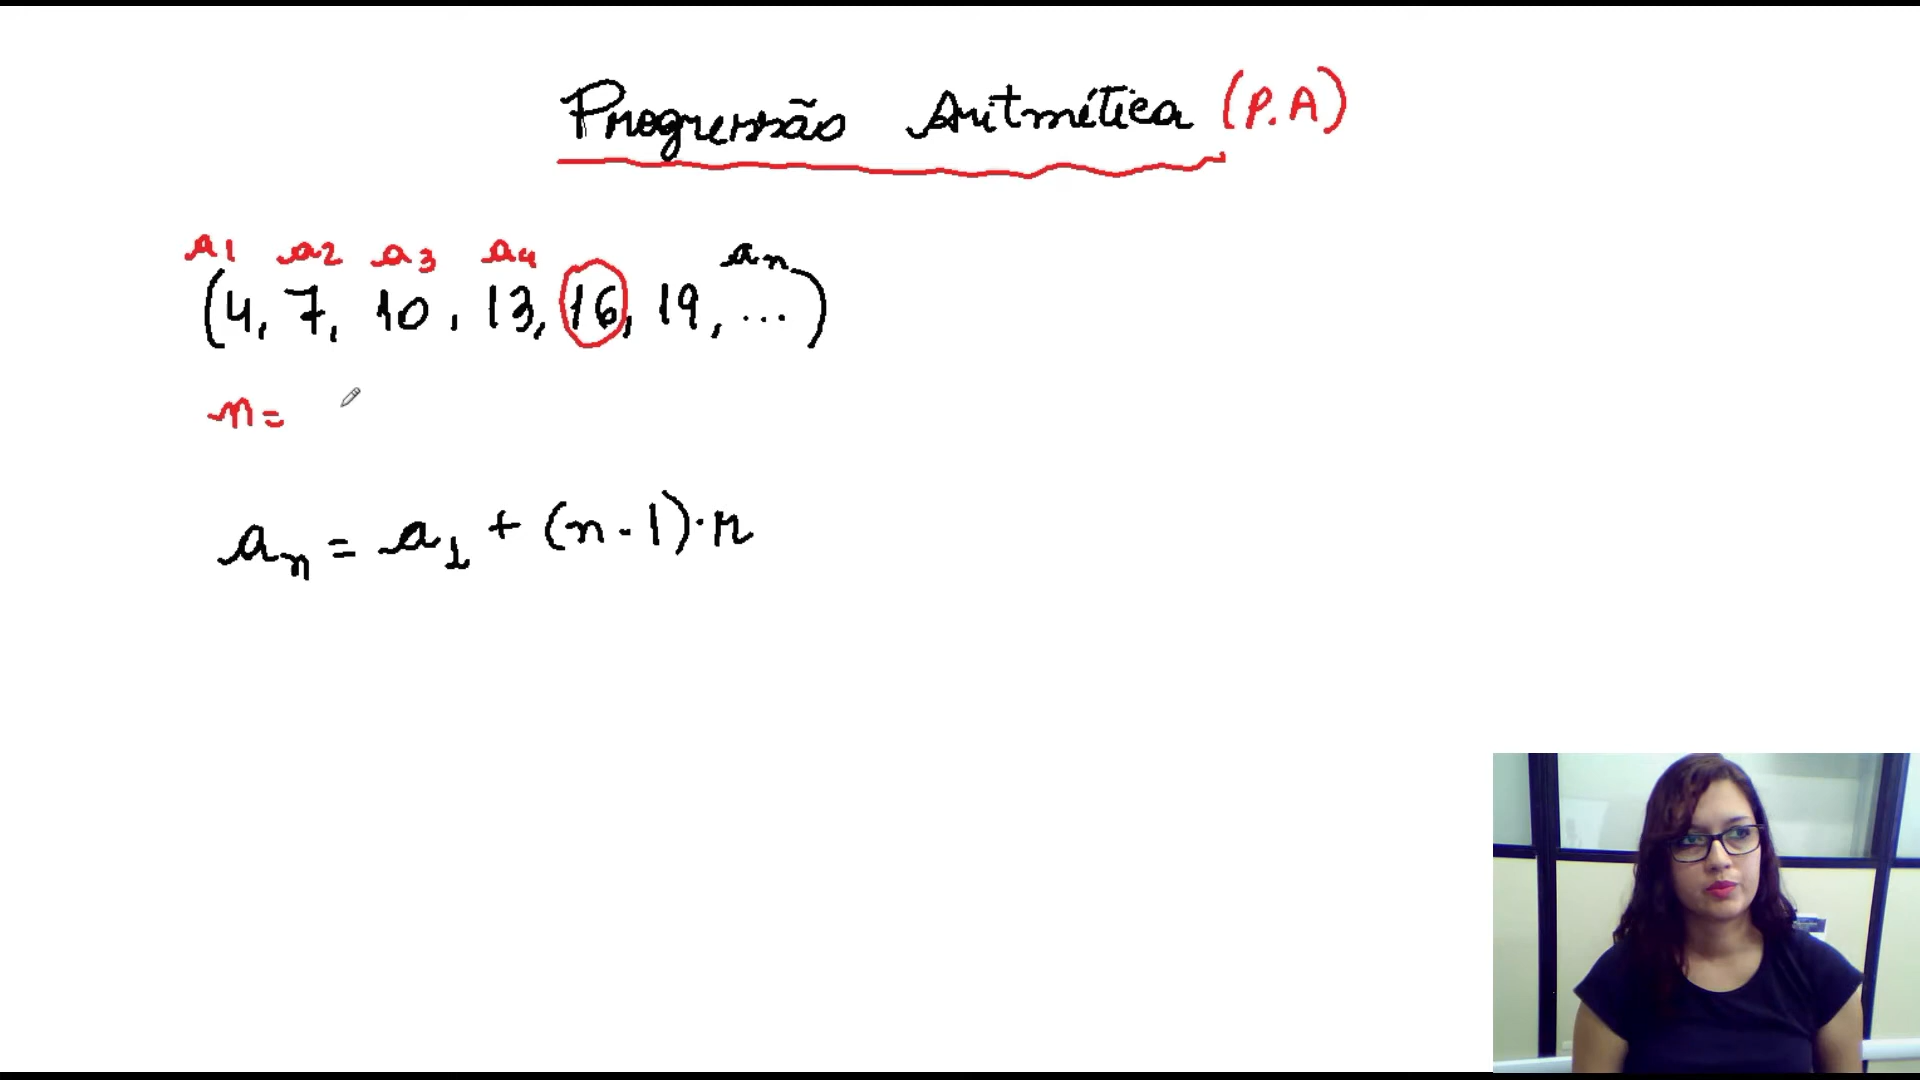 Progressão Aritmética (P.A)
a1 a2 a3 a4 an
(4, 7, 10, 13, 16, 19, ...)
n=
an = a1 + (n-1)·r